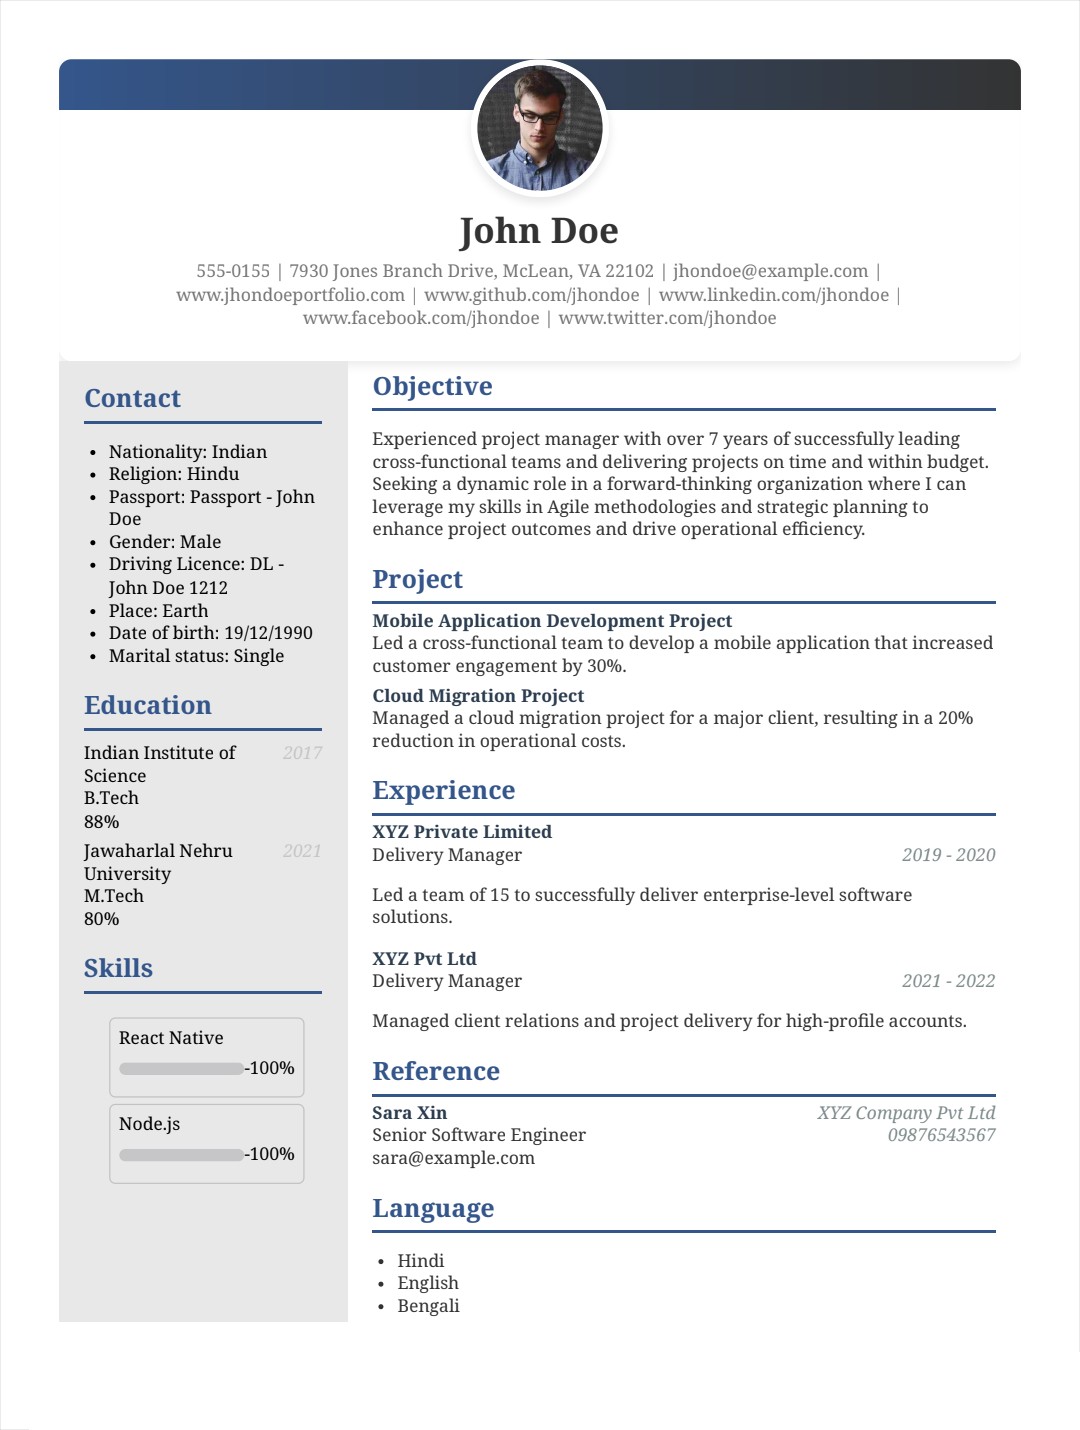 John Doe
555-0155 | 7930 Jones Branch Drive, McLean, VA 22102 | jhondoe@example.com |
www.jhondoeportfolio.com | www.github.com/jhondoe | www.linkedin.com/jhondoe |
www.facebook.com/jhondoe | www.twitter.com/jhondoe
Contact
• Nationality: Indian
• Religion: Hindu
• Passport: Passport - John
Doe
• Gender: Male
• Driving Licence: DL -
John Doe 1212
• Place: Earth
• Date of birth: 19/12/1990
• Marital status: Single
Education
Indian Institute of 2017
Science
B.Tech
88%
Jawaharlal Nehru 2021
University
M.Tech
80%
Skills
React Native
-100%
Node.js
-100%
Objective
Experienced project manager with over 7 years of successfully leading
cross-functional teams and delivering projects on time and within budget.
Seeking a dynamic role in a forward-thinking organization where I can
leverage my skills in Agile methodologies and strategic planning to
enhance project outcomes and drive operational efficiency.
Project
Mobile Application Development Project
Led a cross-functional team to develop a mobile application that increased
customer engagement by 30%.
Cloud Migration Project
Managed a cloud migration project for a major client, resulting in a 20%
reduction in operational costs.
Experience
XYZ Private Limited
Delivery Manager 2019 - 2020
Led a team of 15 to successfully deliver enterprise-level software
solutions.
XYZ Pvt Ltd
Delivery Manager 2021 - 2022
Managed client relations and project delivery for high-profile accounts.
Reference
Sara Xin XYZ Company Pvt Ltd
Senior Software Engineer 09876543567
sara@example.com
Language
• Hindi
• English
• Bengali